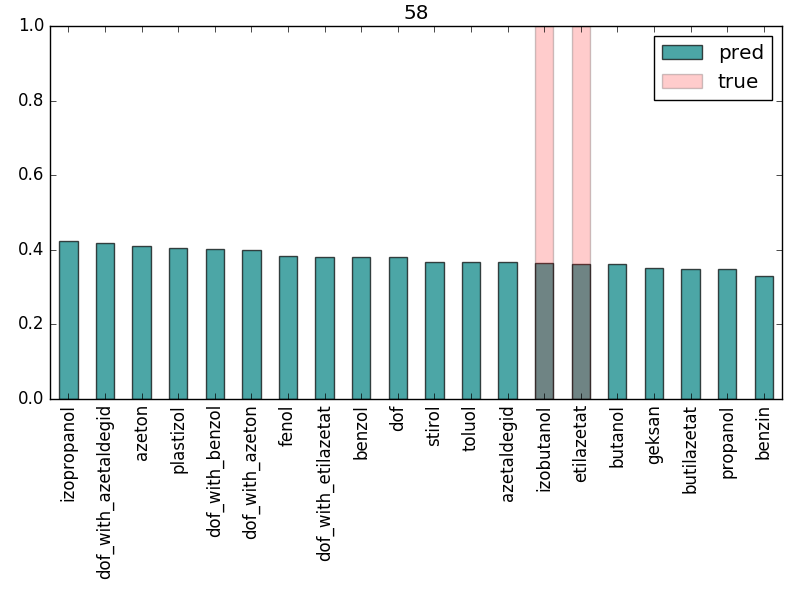 58
1.0
0.8
0.6
0.4
0.2
0.0
pred
true
izopropanol
dof_with_azetaldegid
azeton
plastizol
dof_with_benzol
dof_with_azeton
fenol
dof_with_etilazetat
benzol
dof
stirol
toluol
azetaldegid
izobutanol
etilazetat
butanol
geksan
butilazetat
propanol
benzin